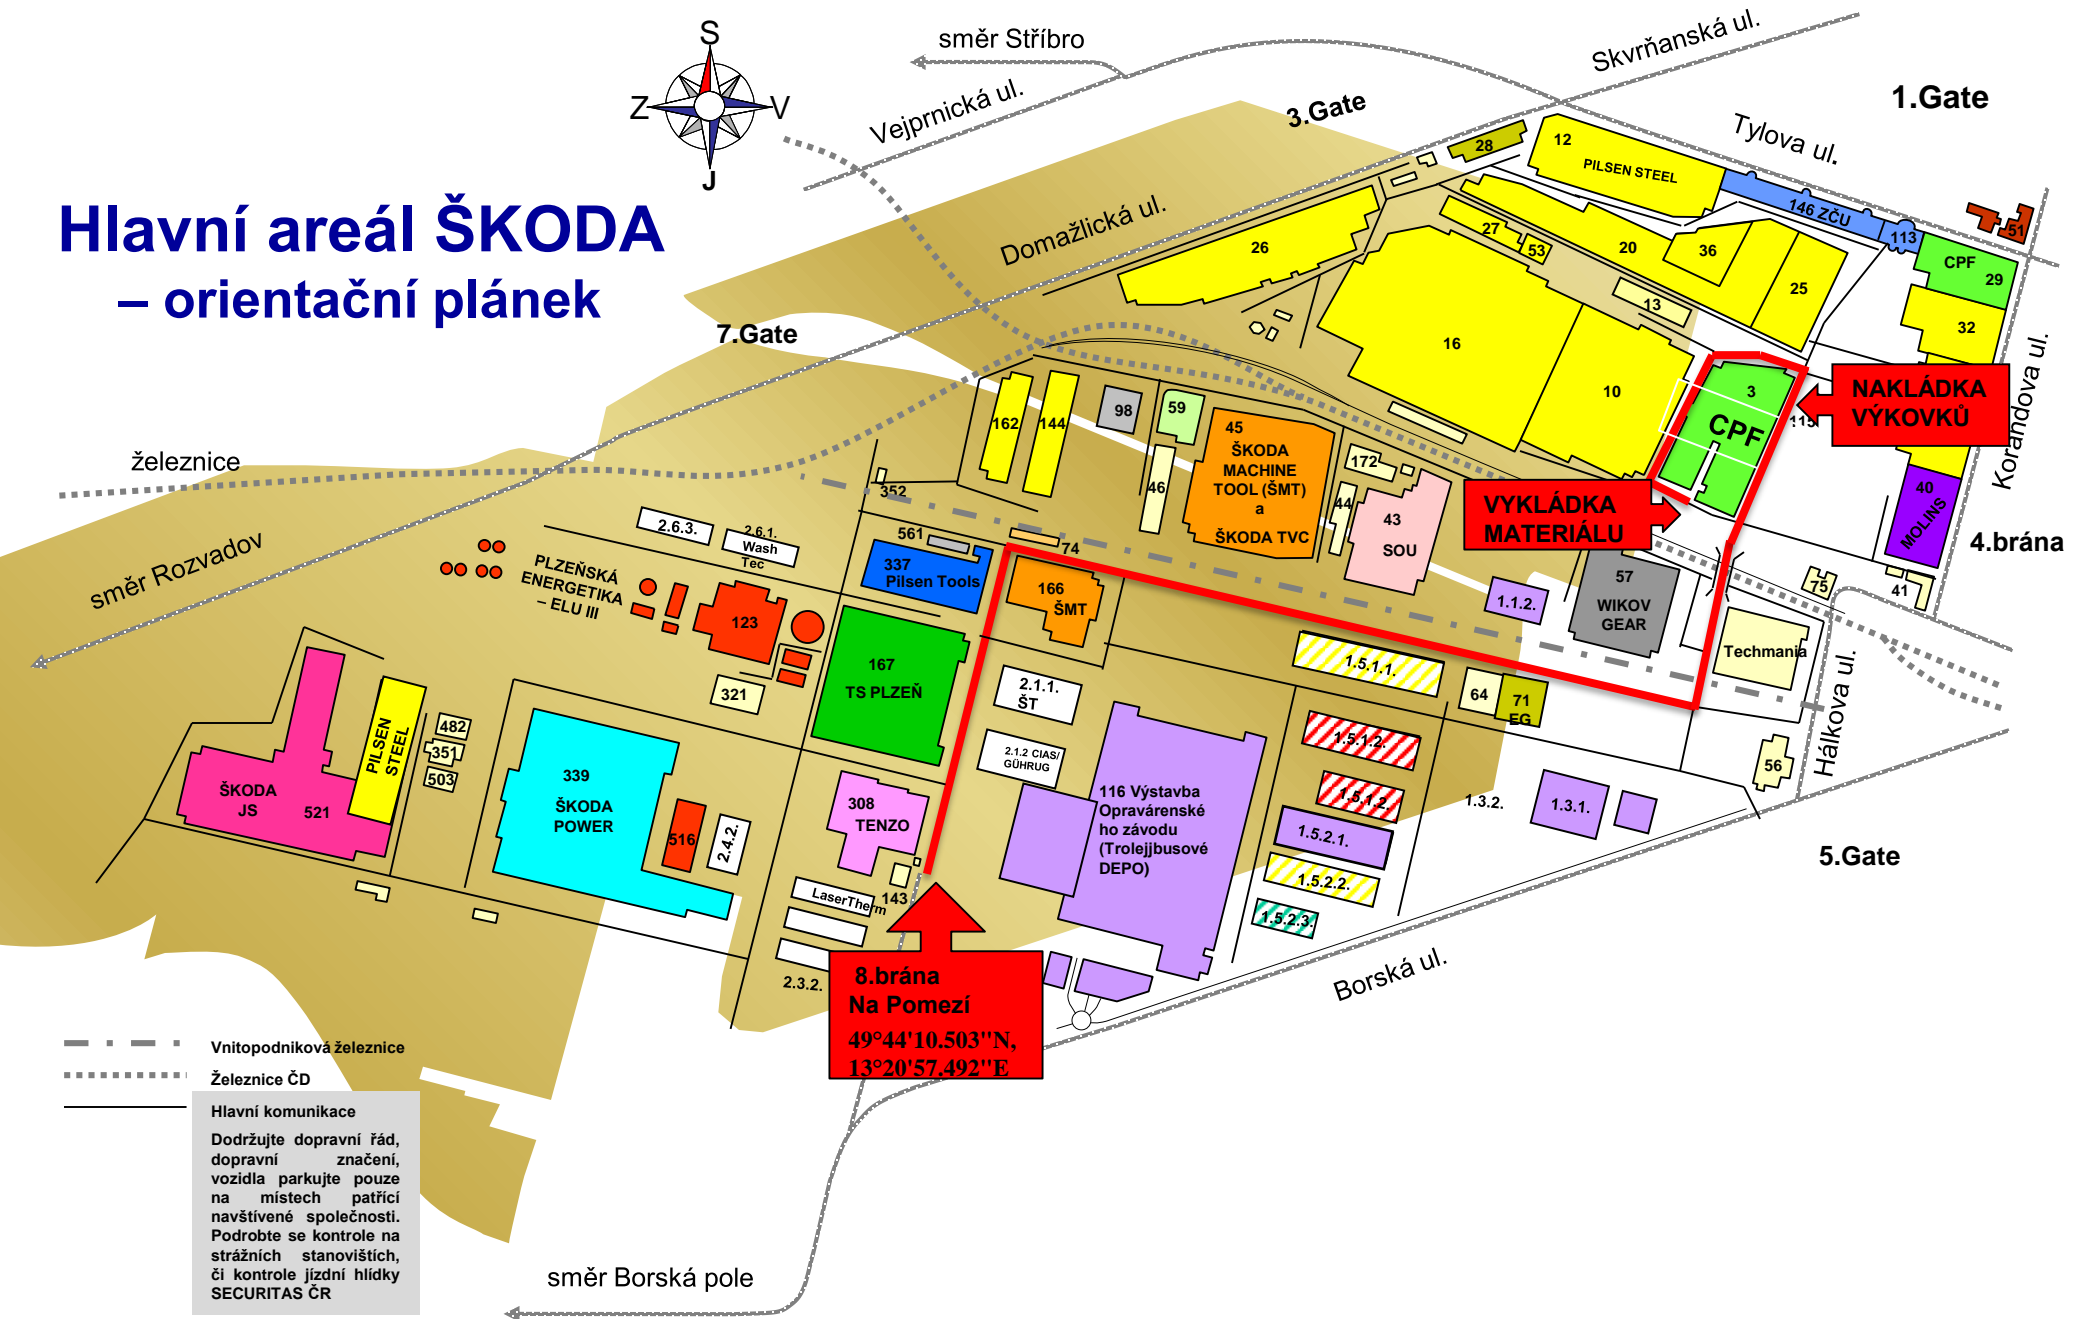 Hlavní areál ŠKODA
– orientační plánek
S
Z
V
J
směr Stříbro
Vejprnická ul.
Skvrňanská ul.
3.Gate
1.Gate
Tylova ul.
Domažlická ul.
7.Gate
železnice
směr Rozvadov
28
12
PILSEN STEEL
146 ZČU
113
51
CPF
29
32
26
27
53
20
36
25
13
16
10
3
CPF
115
NAKLÁDKA
VÝKOVKŮ
Korandova ul.
40
MOLINS
4.brána
162
144
98
59
46
45
ŠKODA
MACHINE
TOOL (ŠMT)
a
ŠKODA TVC
172
44
43
SOU
VYKLÁDKA
MATERIÁLU
352
561
74
337
Pilsen Tools
166
ŠMT
2.6.3.
2.6.1.
Wash
Tec
PLZEŇSKÁ
ENERGETIKA
– ELU III
123
321
167
TS PLZEŇ
1.1.2.
57
WIKOV
GEAR
75
41
Techmania
Hálkova ul.
1.5.1.1.
64
71
EG
2.1.1.
ŠT
2.1.2 CIAS/
GÜHRUG
116 Výstavba
Opravárenské
ho závodu
(Trolejjbusové
DEPO)
1.5.1.2.
1.5.1.2.
1.5.2.1.
1.5.2.2.
1.5.2.3.
1.3.2.
1.3.1.
56
5.Gate
Borská ul.
ŠKODA
JS
521
PILSEN
STEEL
482
351
503
339
ŠKODA
POWER
516
2.4.2.
308
TENZO
143
LaserTherm
2.3.2.
8.brána
Na Pomezí
49°44'10.503"N,
13°20'57.492"E
Vnitopodniková železnice
Železnice ČD
Hlavní komunikace
Dodržujte dopravní řád,
dopravní značení,
vozidla parkujte pouze
na místech patřící
navštívené společnosti.
Podrobte se kontrole na
strážních stanovištích,
či kontrole jízdní hlídky
SECURITAS ČR
směr Borská pole